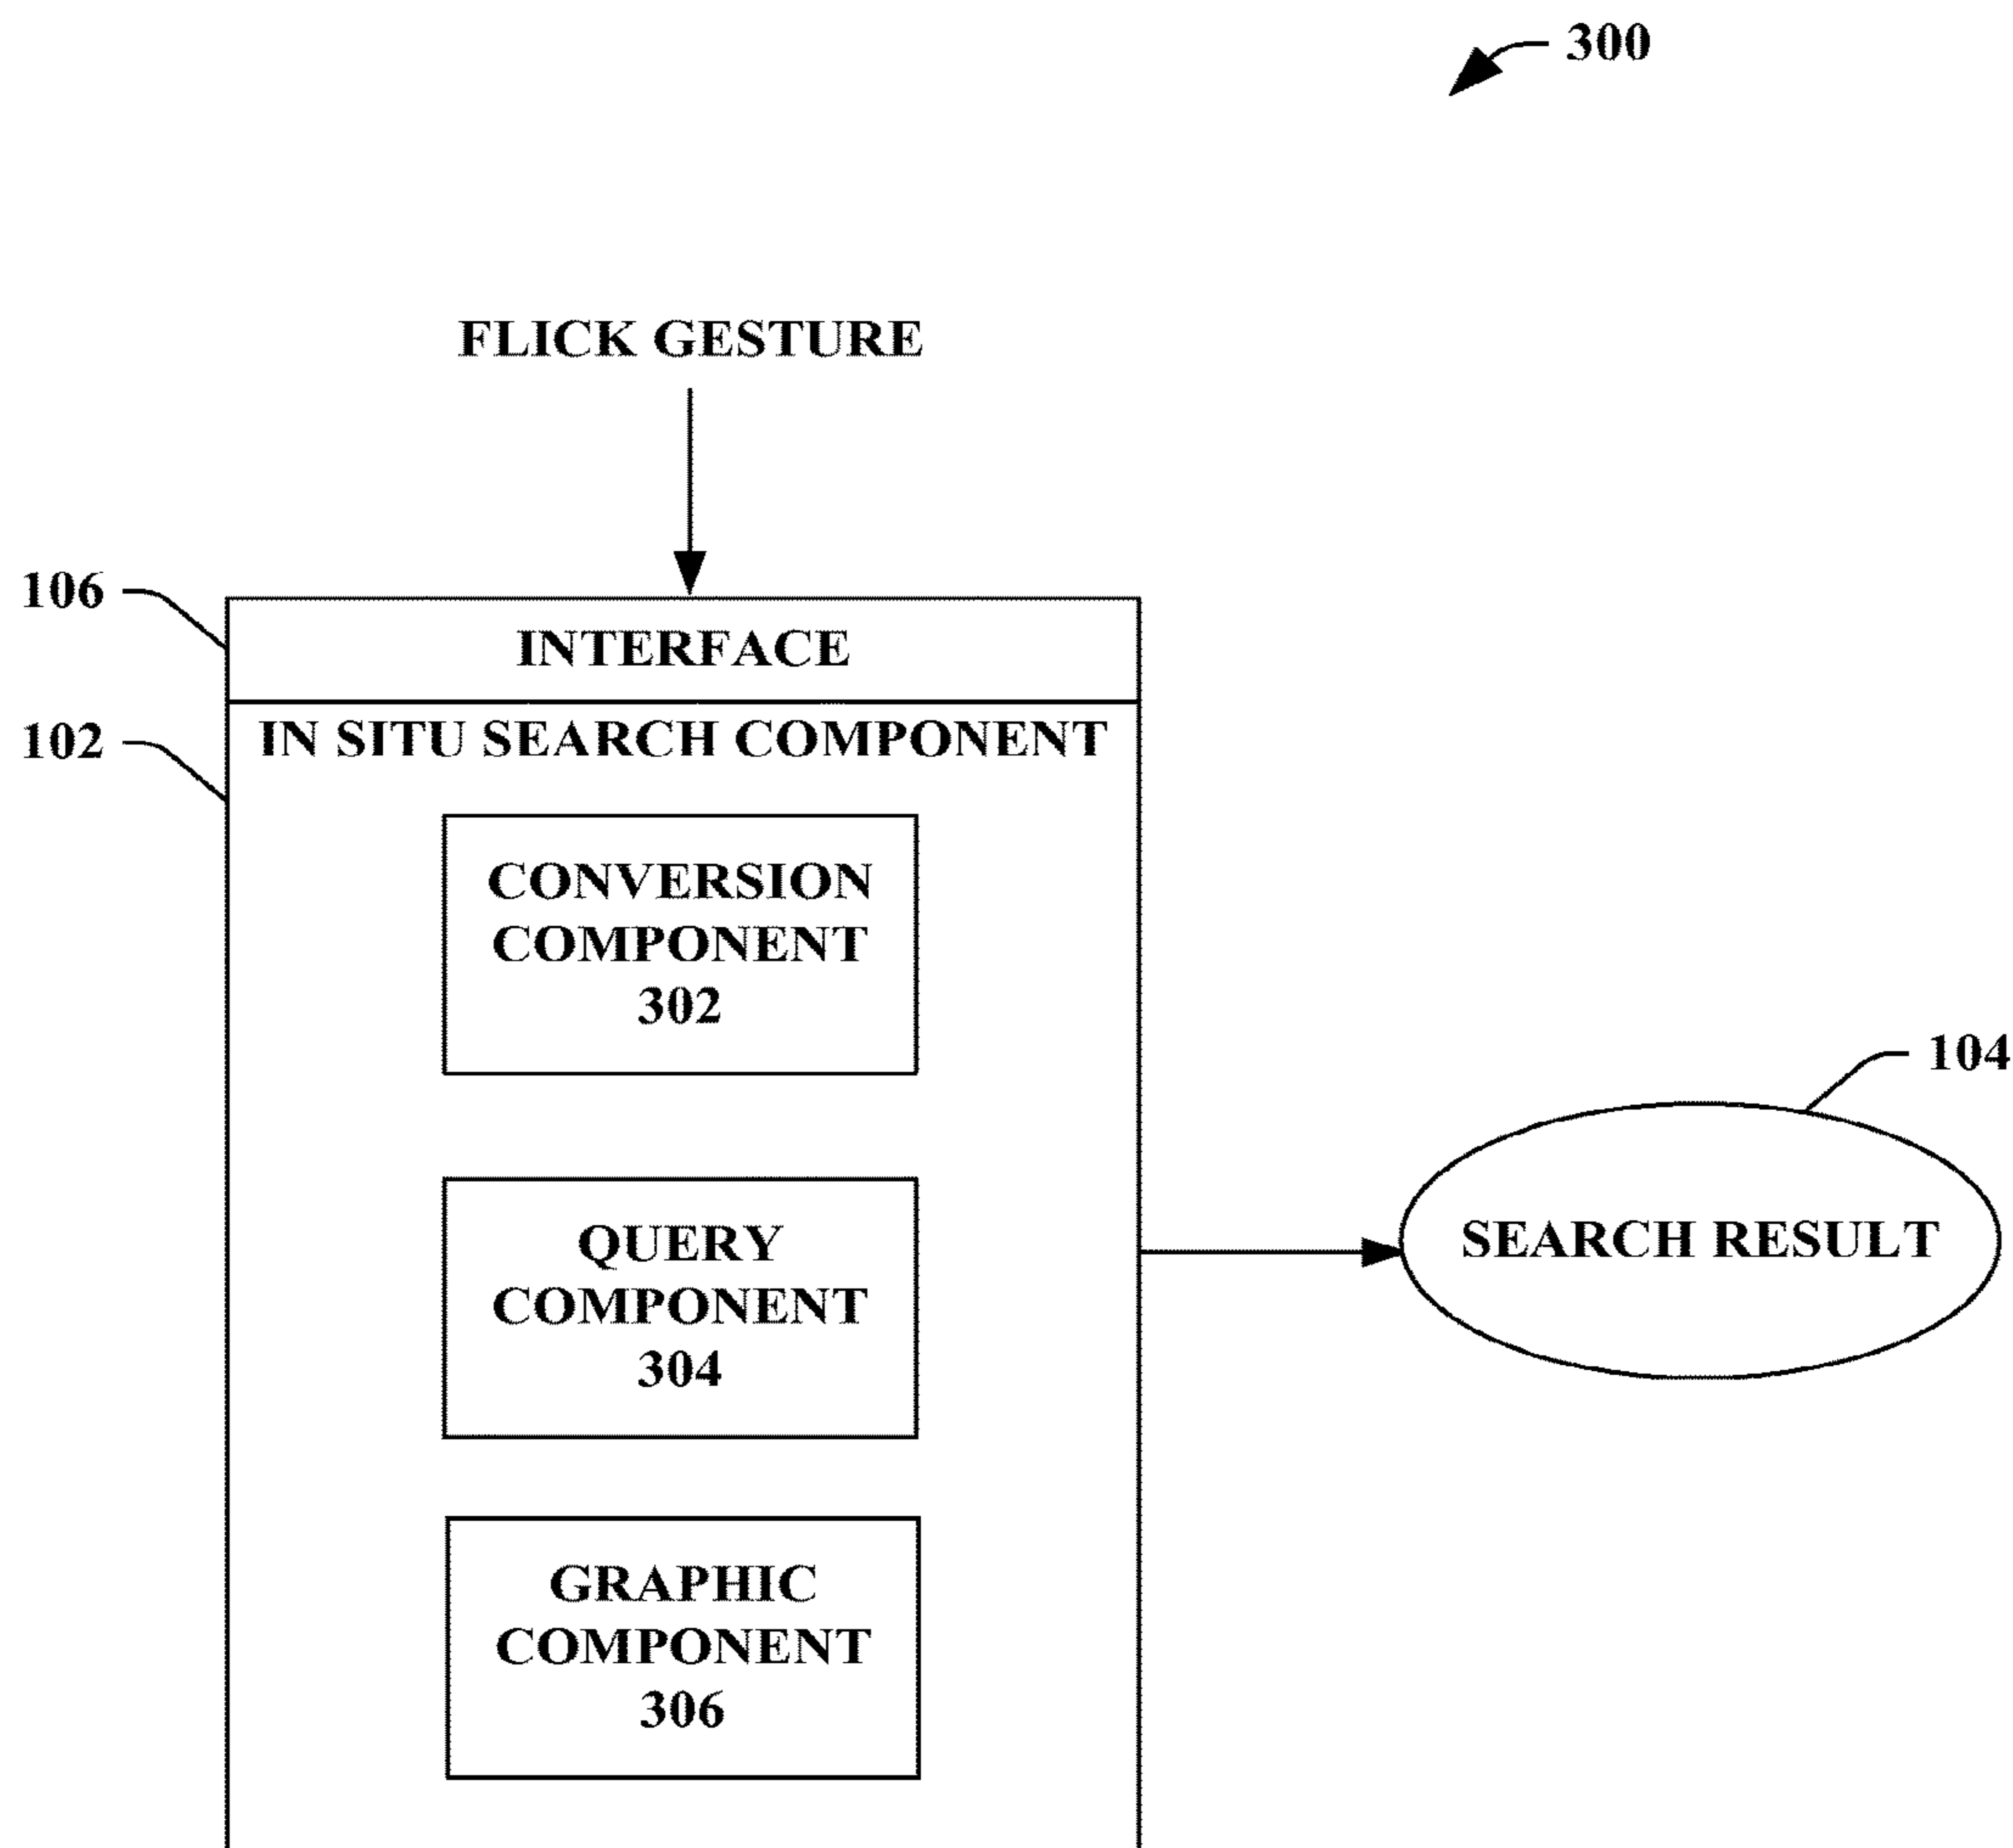 300
FLICK GESTURE
106
INTERFACE
102
IN SITU SEARCH COMPONENT
CONVERSION
COMPONENT
302
104
QUERY
COMPONENT
304
SEARCH RESULT
GRAPHIC
COMPONENT
306